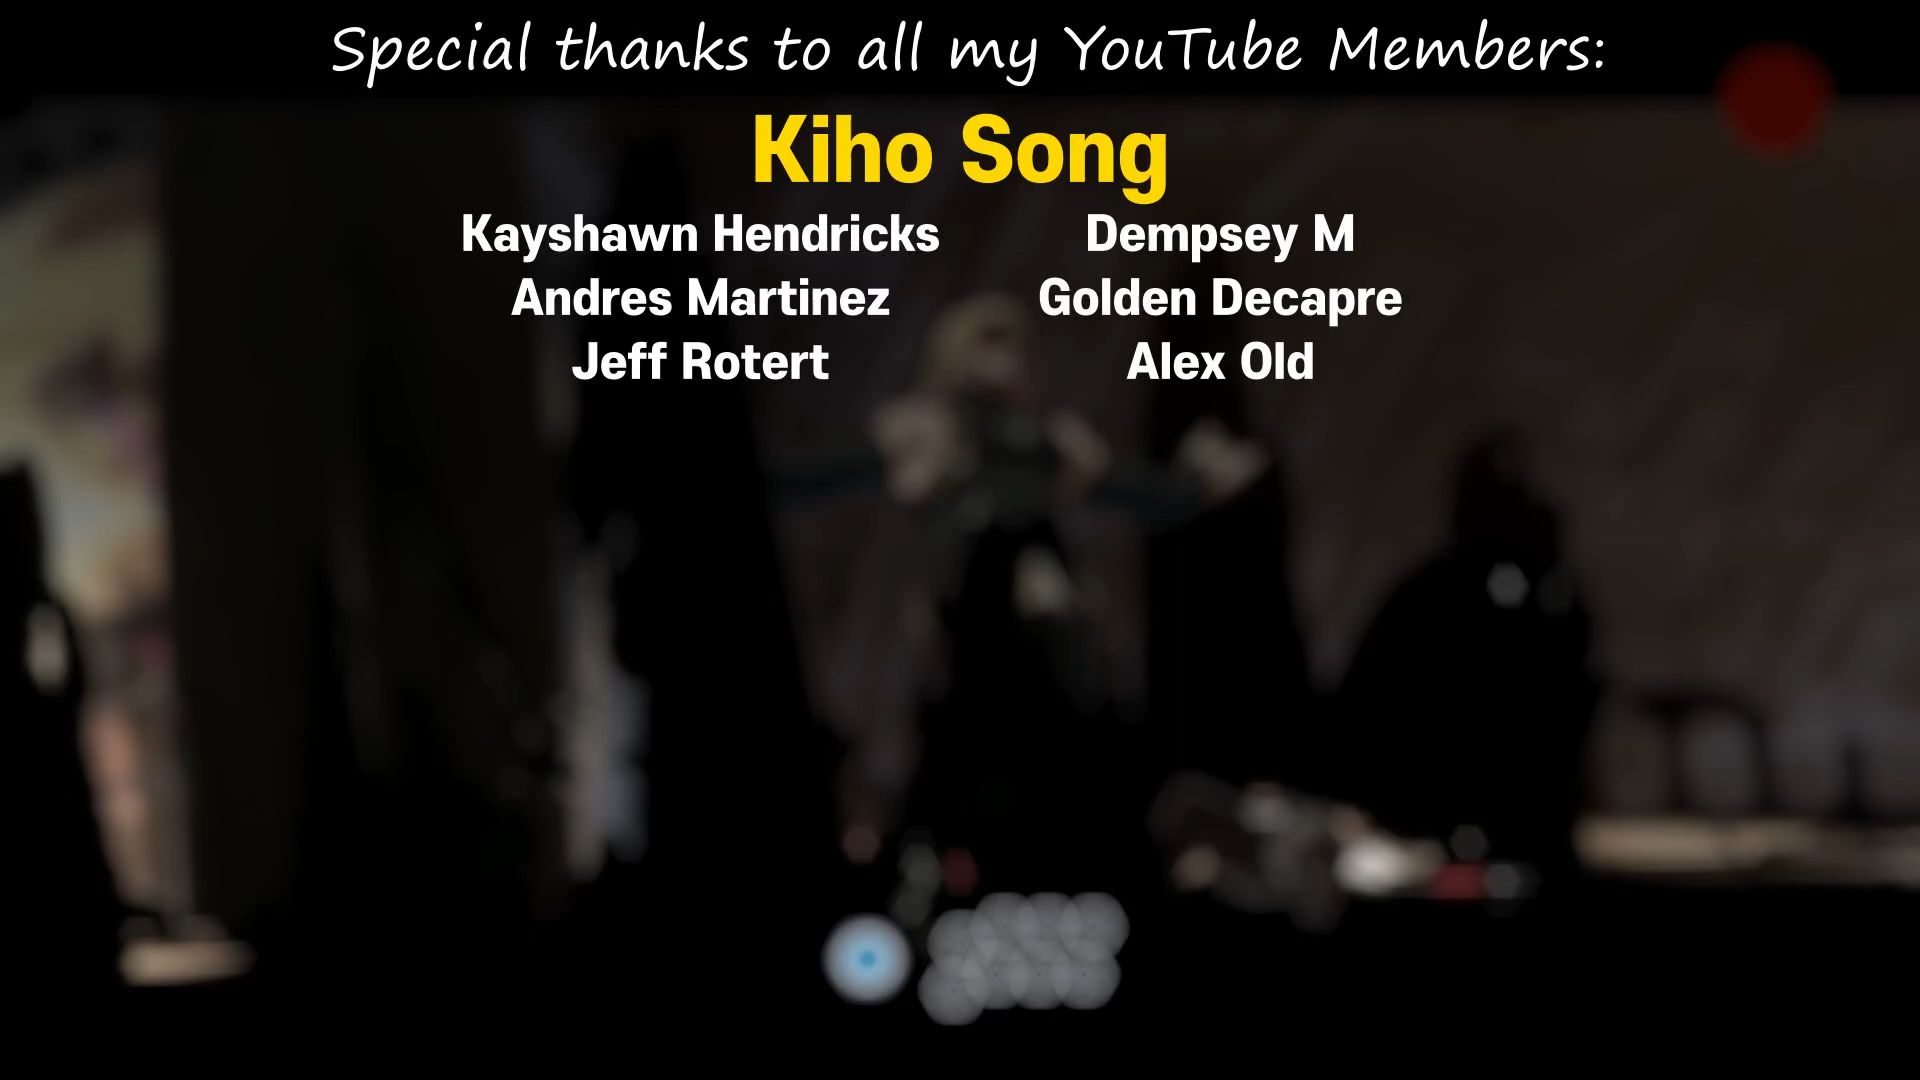 Special thanks to all my YouTube Members:
Kiho Song
Kayshawn Hendricks Dempsey M
Andres Martinez Golden Decapre
Jeff Rotert Alex Old